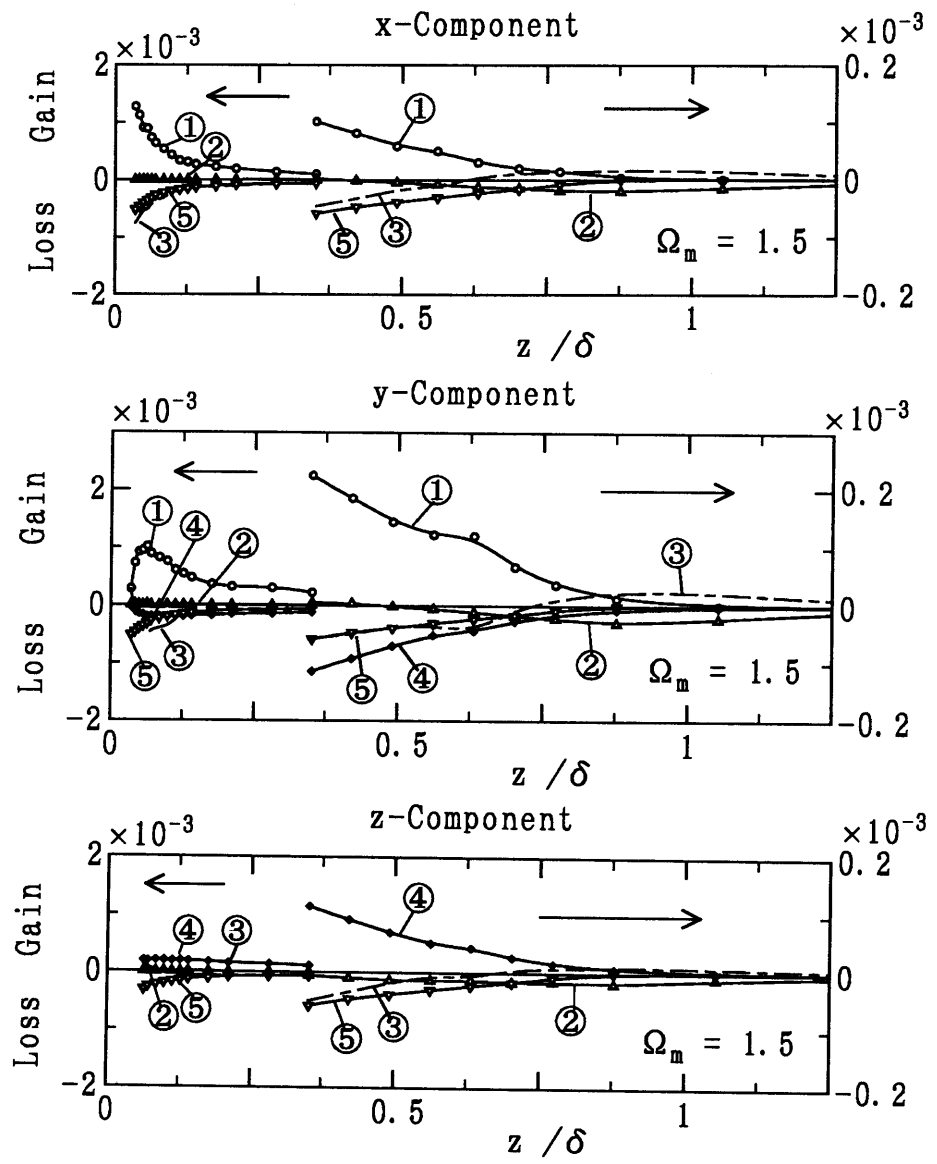 x-Component
×10⁻³ ×10⁻³
2 0.2
Gain
① ① ②
0 0
⑤ ③ ⑤ ③ ②
Loss
Ωₘ = 1.5
-2 -0.2
0 0.5 1
z /δ
y-Component
×10⁻³ ×10⁻³
Gain
2 ① 0.2
① ④ ② ③
0 0
⑤ ③ ⑤ ④ ②
Loss
Ωₘ = 1.5
-2 -0.2
0 0.5 1
z /δ
z-Component
×10⁻³ ×10⁻³
2 0.2
Gain
④ ③ ④
0 0
② ⑤ ⑤ ③ ②
Loss
Ωₘ = 1.5
-2 -0.2
0 0.5 1
z /δ